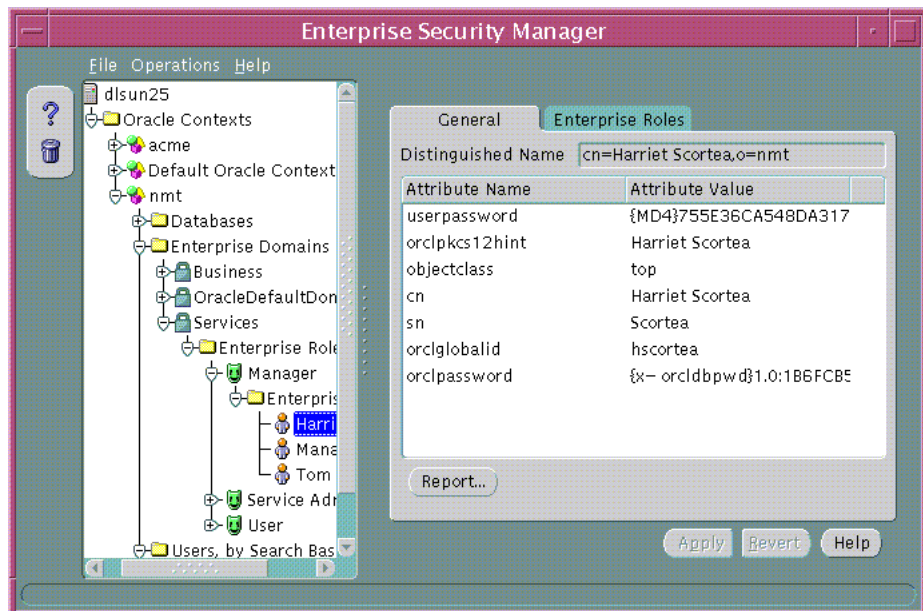 Enterprise Security Manager
File Operations Help
dlsun25
Oracle Contexts
acme
Default Oracle Context
nmt
Databases
Enterprise Domains
Business
OracleDefaultDon
Services
Enterprise Role
Manager
Enterpris
Harri
Mana
Tom
Service Adr
User
Users, by Search Bas
General Enterprise Roles
Distinguished Name cn=Harriet Scortea,o=nmt
Attribute Name Attribute Value
userpassword {MD4}755E36CA548DA317
orclpkcs12hint Harriet Scortea
objectclass top
cn Harriet Scortea
sn Scortea
orclglobalid hscortea
orclpassword {x- orcldbpwd}1.0:1B6FCB5
Report...
Apply Revert Help